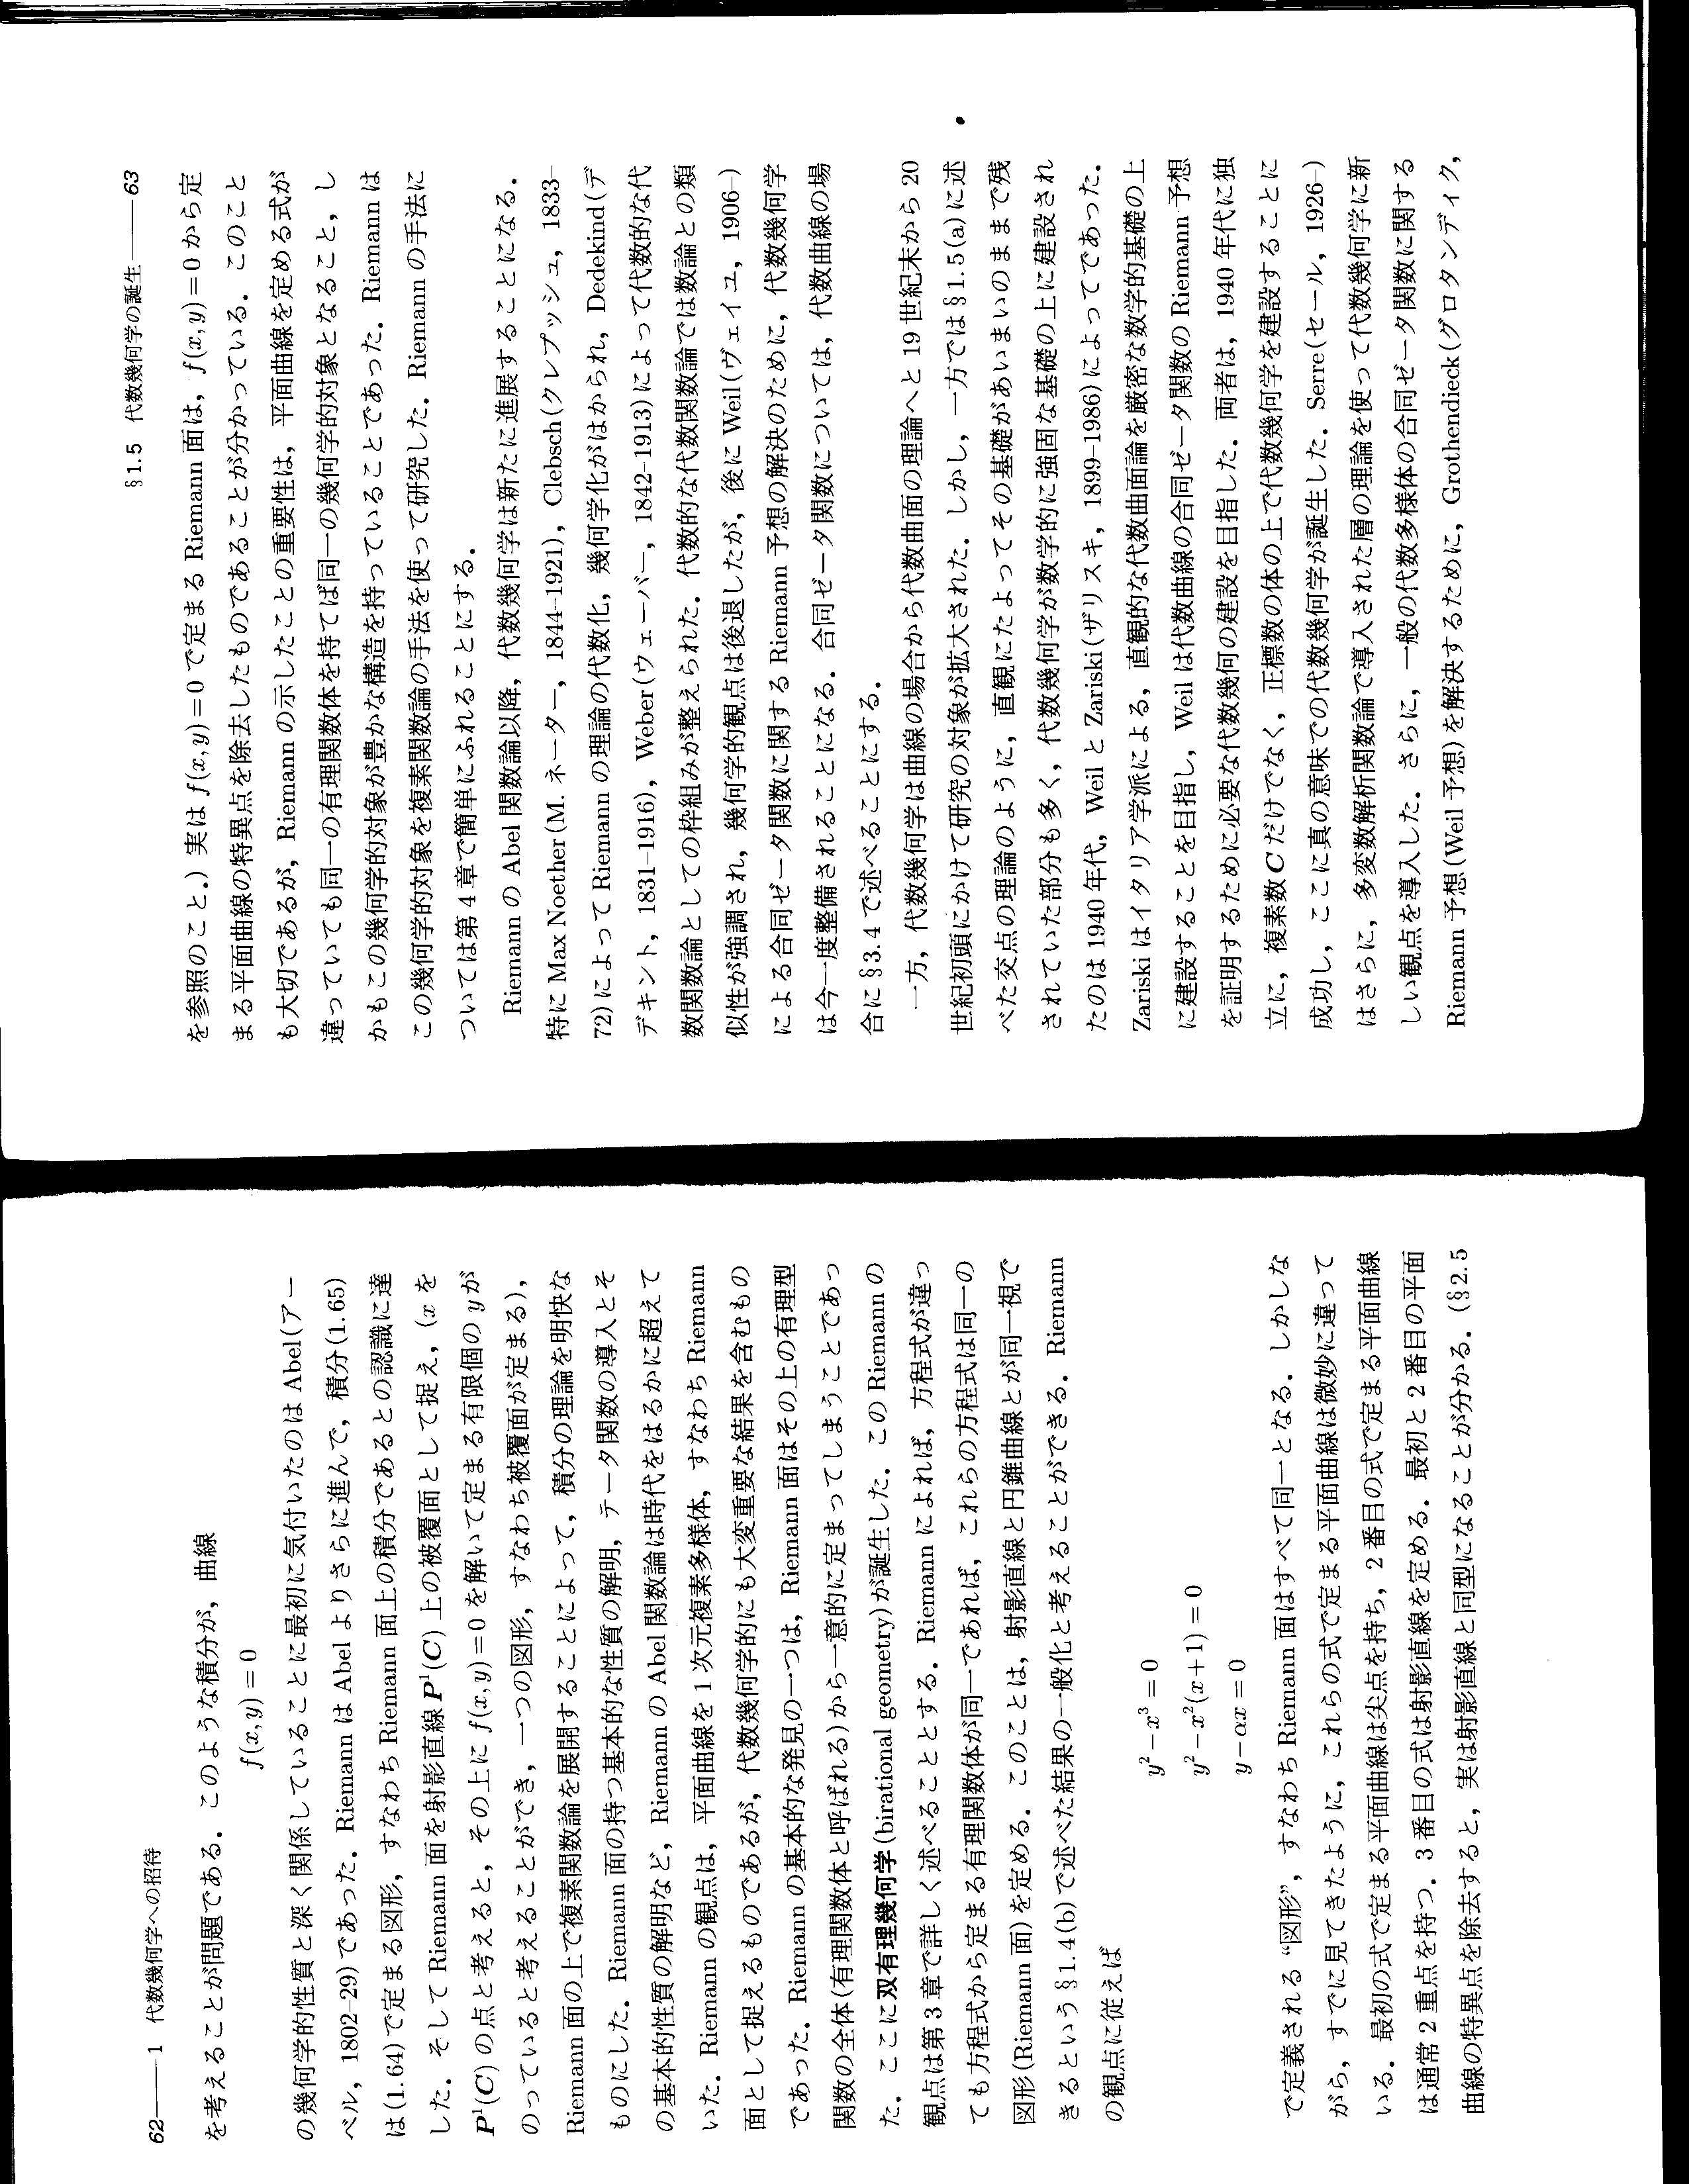 62——1 代数幾何学への招待
を考えることが問題である．このような積分が，曲線
f(x,y)=0
の幾何学的性質と深く関係していることに最初に気付いたのは Abel(アー
ベル，1802-29)であった．Riemann は Abel よりさらに進んで，積分(1.65)
は(1.64)で定まる図形，すなわち Riemann 面上の積分であるとの認識に達
した．そして Riemann 面を射影直線 P¹(C) 上の被覆面として捉え，(x を
P¹(C) の点と考えると，その上に f(x,y)=0 を解いて定まる有限個の y が
のっていると考えることができ，一つの図形，すなわち被覆面が定まる)，
Riemann 面の上で複素関数論を展開することによって，積分の理論を明快な
ものにした．Riemann 面の持つ基本的な性質の解明，テータ関数の導入とそ
の基本的性質の解明など，Riemann の Abel 関数論は時代をはるかに超えて
いた．Riemann の観点は，平面曲線を 1 次元複素多様体，すなわち Riemann
面として捉えるものであるが，代数幾何学的にも大変重要な結果を含むもの
であった．Riemann の基本的な発見の一つは，Riemann 面はその上の有理型
関数の全体(有理関数体と呼ばれる)から一意的に定まってしまうことであっ
た．ここに双有理幾何学(birational geometry)が誕生した．この Riemann の
観点は第 3 章で詳しく述べることとする．Riemann によれば，方程式が違っ
ても方程式から定まる有理関数体が同一であれば，これらの方程式は同一の
図形(Riemann 面)を定める．このことは，射影直線と円錐曲線とが同一視で
きるという §1.4(b)で述べた結果の一般化と考えることができる．Riemann
の観点に従えば
y²−x³=0
y²−x²(x+1)=0
y−αx=0
で定義される “図形”，すなわち Riemann 面はすべて同一となる．しかしな
がら，すでに見てきたように，これらの式で定まる平面曲線は微妙に違って
いる．最初の式で定まる平面曲線は尖点を持ち，2 番目の式で定まる平面曲線
は通常 2 重点を持つ．3 番目の式は射影直線を定める．最初と 2 番目の平面
曲線の特異点を除去すると，実は射影直線と同型になることが分かる．(§2.5
§1.5 代数幾何学の誕生——63
を参照のこと．) 実は f(x,y)=0 で定まる Riemann 面は，f(x,y)=0 から定
まる平面曲線の特異点を除去したものであることが分かっている．このこと
も大切であるが，Riemann の示したことの重要性は，平面曲線を定める式が
違っていても同一の有理関数体を持てば同一の幾何学的対象となること，し
かもこの幾何学的対象が豊かな構造を持っていることであった．Riemann は
この幾何学的対象を複素関数論の手法を使って研究した．Riemann の手法に
ついては第 4 章で簡単にふれることにする．
Riemann の Abel 関数論以降，代数幾何学は新たに進展することになる．
特に Max Noether(M. ネーター，1844-1921)，Clebsch(クレプッシュ，1833-
72)によって Riemann の理論の代数化，幾何学化がはかられ，Dedekind(デ
デキント，1831-1916)，Weber(ウェーバー，1842-1913)によって代数的な代
数関数論としての枠組みが整えられた．代数的な代数関数論では数論との類
似性が強調され，幾何学的観点は後退したが，後に Weil(ヴェイユ，1906-)
による合同ゼータ関数に関する Riemann 予想の解決のために，代数幾何学
は今一度整備されることになる．合同ゼータ関数については，代数曲線の場
合に §3.4 で述べることにする．
一方，代数幾何学は曲線の場合から代数曲面の理論へと 19 世紀末から 20
世紀初頭にかけて研究の対象が拡大された．しかし，一方では §1.5(a)に述
べた交点の理論のように，直観にたよってその基礎があいまいのままで残
されていた部分も多く，代数幾何学が数学的に強固な基礎の上に建設され
たのは 1940 年代，Weil と Zariski(ザリスキ，1899-1986)によってであった．
Zariski はイタリア学派による，直観的な代数曲面論を厳密な数学的基礎の上
に建設することを目指し，Weil は代数曲線の合同ゼータ関数の Riemann 予想
を証明するために必要な代数幾何の建設を目指した．両者は，1940 年代に独
立に，複素数 C だけでなく，正標数の体の上で代数幾何学を建設することに
成功し，ここに真の意味での代数幾何学が誕生した．Serre(セール，1926-)
はさらに，多変数解析関数論で導入された層の理論を使って代数幾何学に新
しい観点を導入した．さらに，一般の代数多様体の合同ゼータ関数に関する
Riemann 予想(Weil 予想)を解決するために，Grothendieck(グロタンディク，